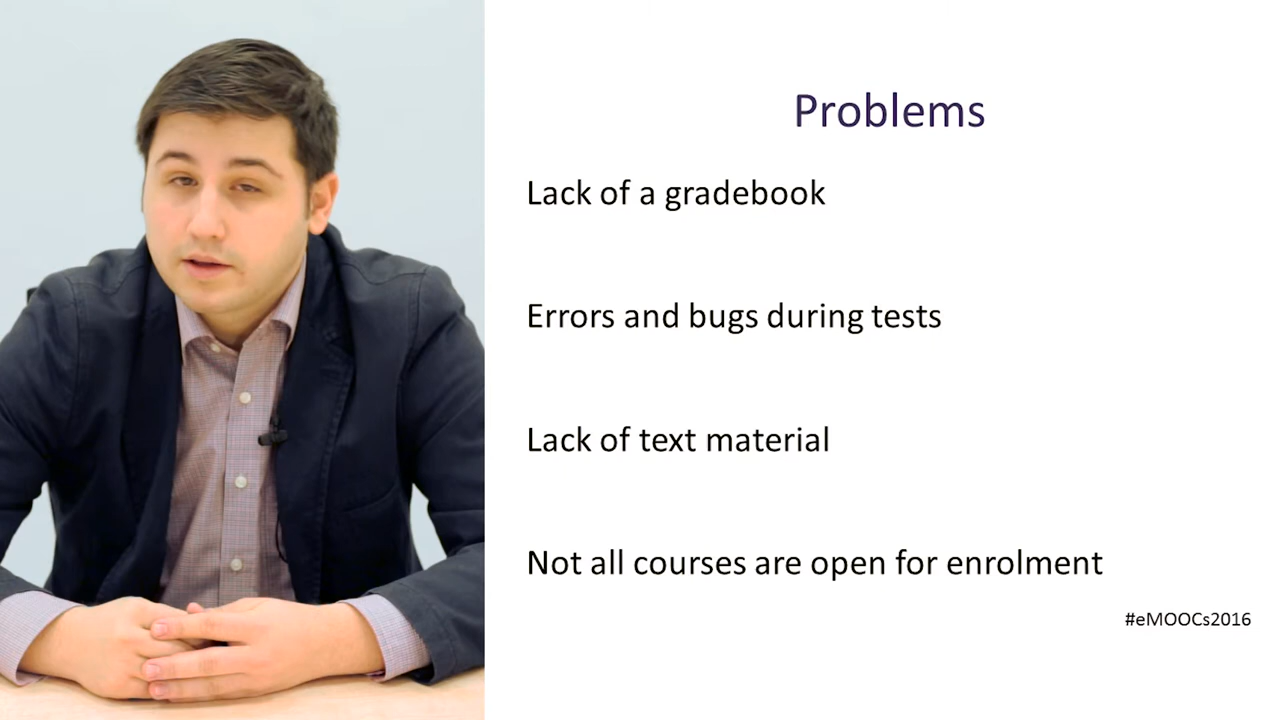 Problems
Lack of a gradebook
Errors and bugs during tests
Lack of text material
Not all courses are open for enrolment
#eMOOCs2016